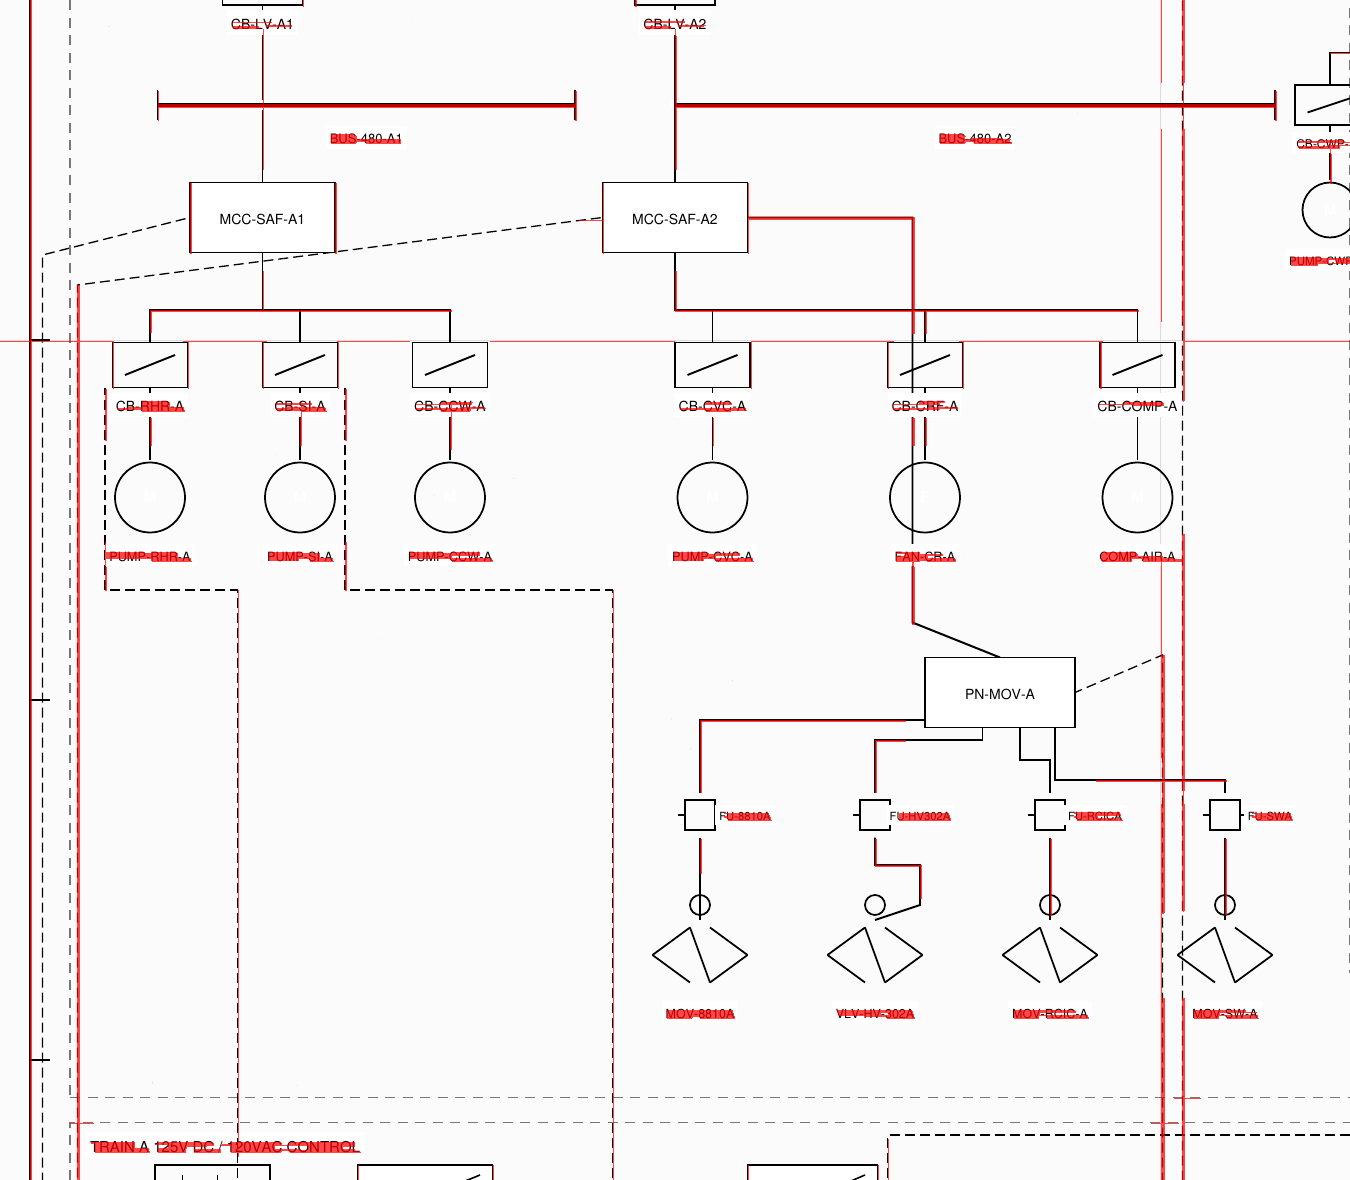 CB-LV-A1
CB-LV-A2
BUS-480-A1
BUS-480-A2
MCC-SAF-A1
MCC-SAF-A2
CB-RHR-A
CB-SI-A
CB-CCW-A
CB-CVC-A
CB-CRF-A
CB-COMP-A
PUMP-RHR-A
PUMP-SI-A
PUMP-CCW-A
PUMP-CVC-A
FAN-CR-A
COMP-AIR-A
PN-MOV-A
FU-8810A
FU-HV302A
FU-RCICA
FU-SWA
MOV-8810A
VLV-HV-302A
MOV-RCIC-A
MOV-SW-A
TRAIN A 125V DC / 120VAC CONTROL
CB-CWP-
PUMP-CWP